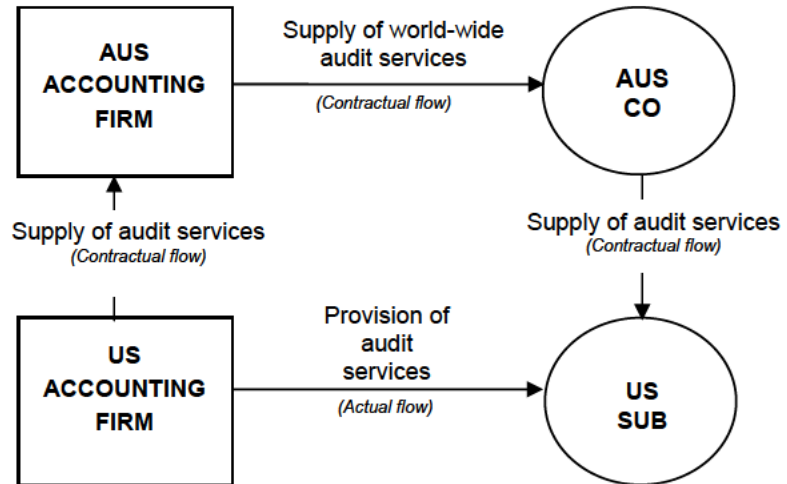 AUS
ACCOUNTING
FIRM
Supply of world-wide
audit services
(Contractual flow)
AUS
CO
Supply of audit services
(Contractual flow)
Supply of audit services
(Contractual flow)
US
ACCOUNTING
FIRM
Provision of
audit
services
(Actual flow)
US
SUB